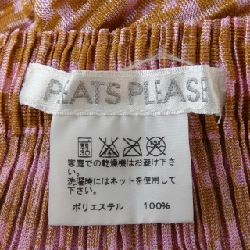 PLEATS PLEASE
家庭での乾燥機はお避け下さ
い。
洗濯時にはネットを使用して
下さい。
ポリエステル 100%